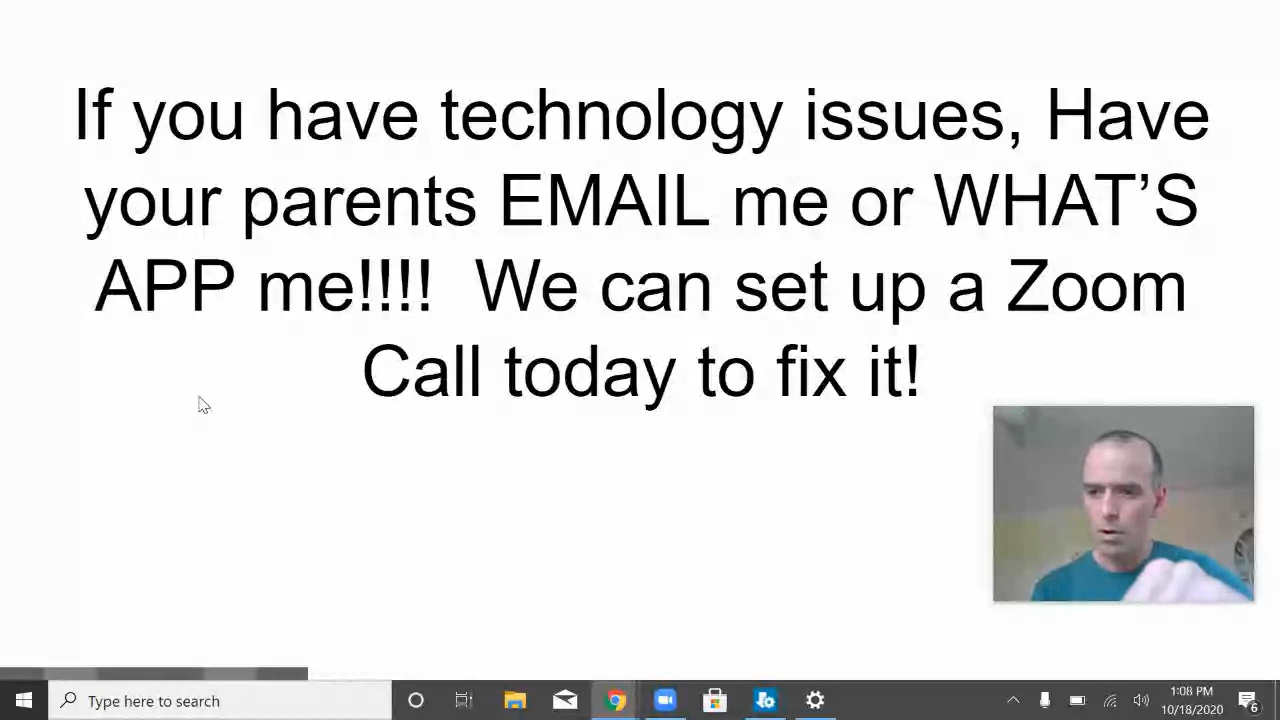 If you have technology issues, Have
your parents EMAIL me or WHAT’S
APP me!!!!  We can set up a Zoom
Call today to fix it!
Type here to search
1:08 PM
10/18/2020
6